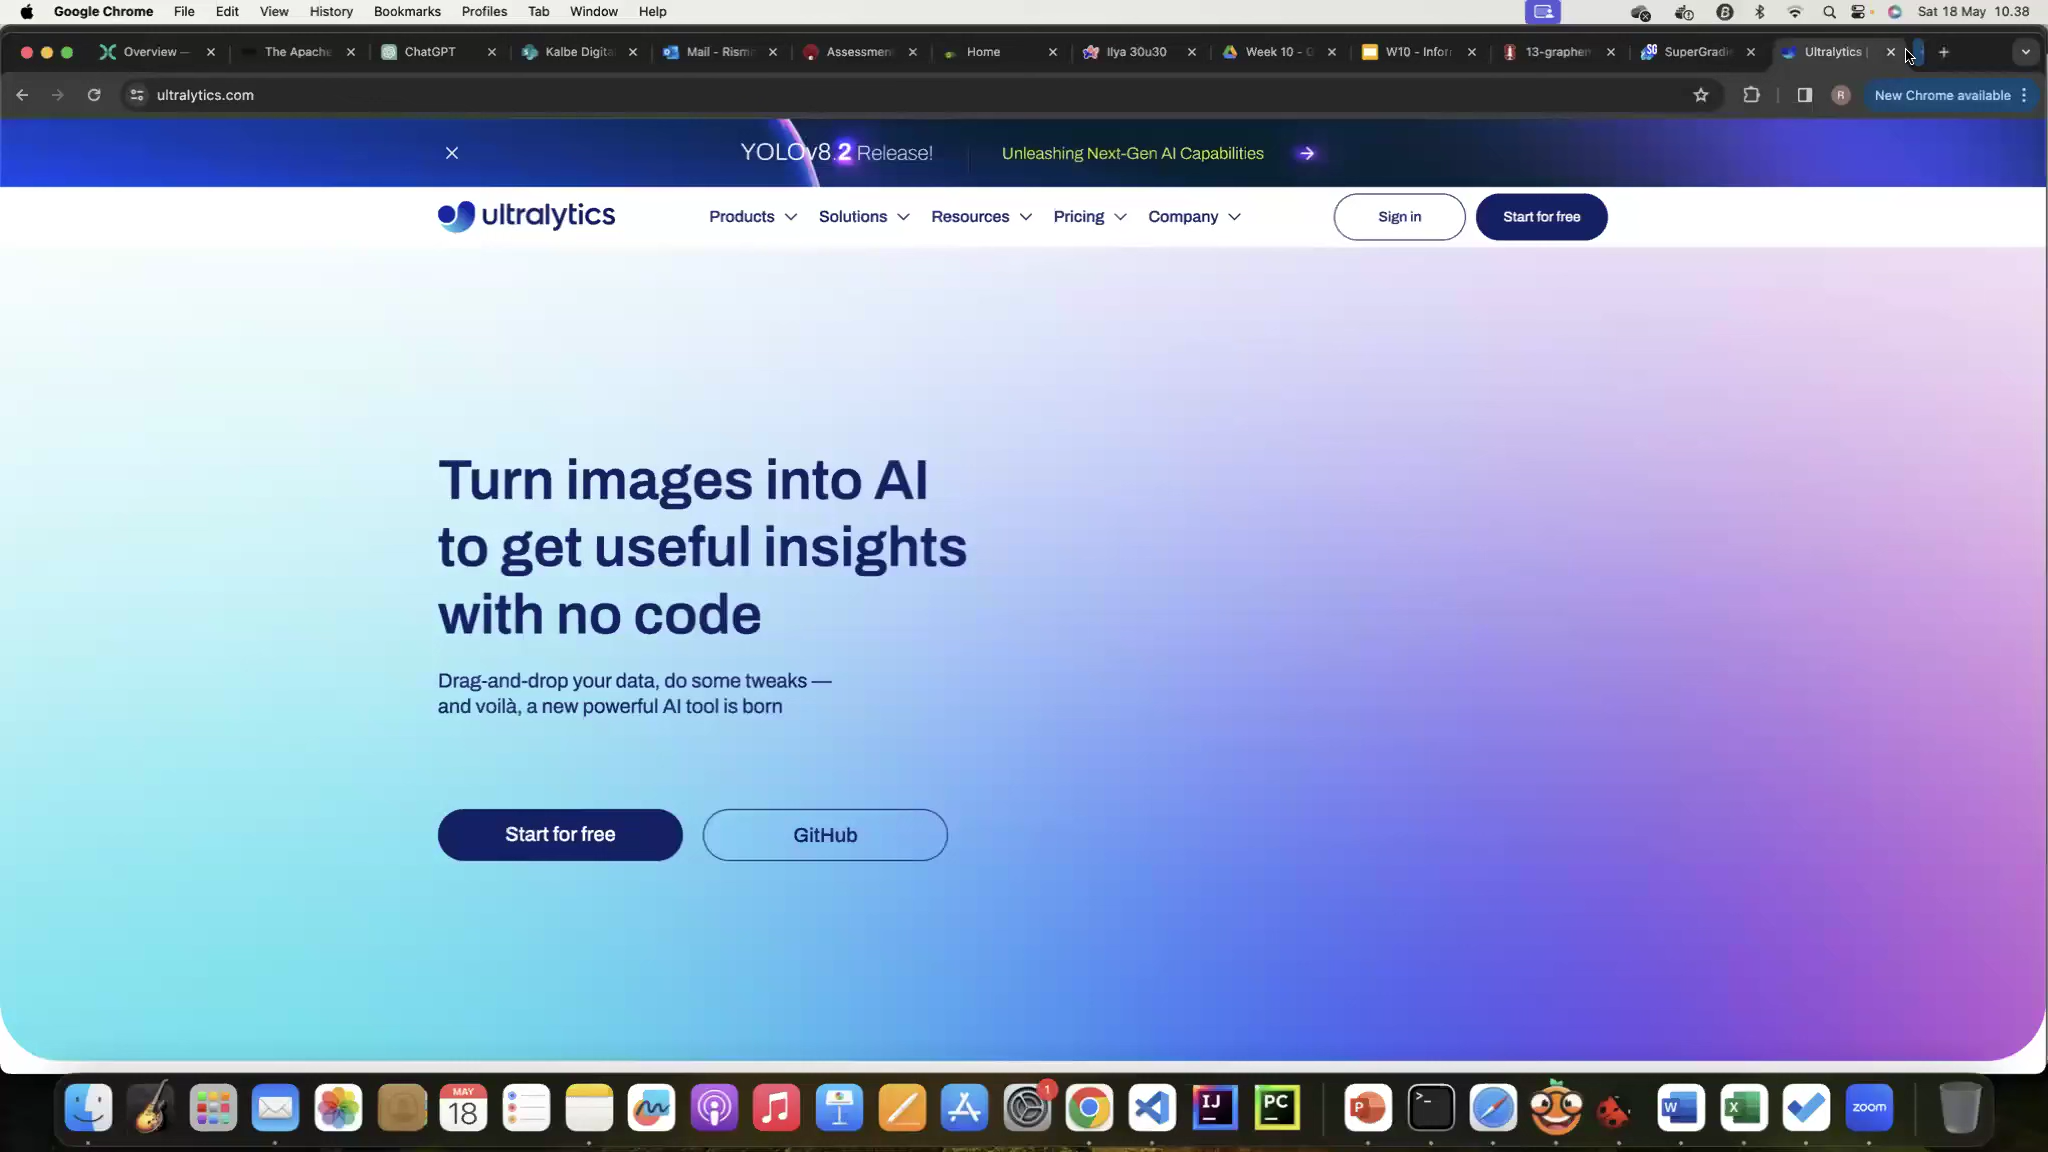 Google Chrome File Edit View History Bookmarks Profiles Tab Window Help Sat 18 May 10.38
Overview — The Apache ChatGPT Kalbe Digita Mail - Rism Assessmen Home Ilya 30u30 Week 10 - W10 - Infor 13-graphen SuperGradi Ultralytics |
ultralytics.com New Chrome available
YOLOv8.2 Release! Unleashing Next-Gen AI Capabilities
ultralytics Products Solutions Resources Pricing Company Sign in Start for free
Turn images into AI
to get useful insights
with no code
Drag-and-drop your data, do some tweaks —
and voilà, a new powerful AI tool is born
Start for free GitHub
MAY
18
1
IJ
PC
P
W
X
zoom